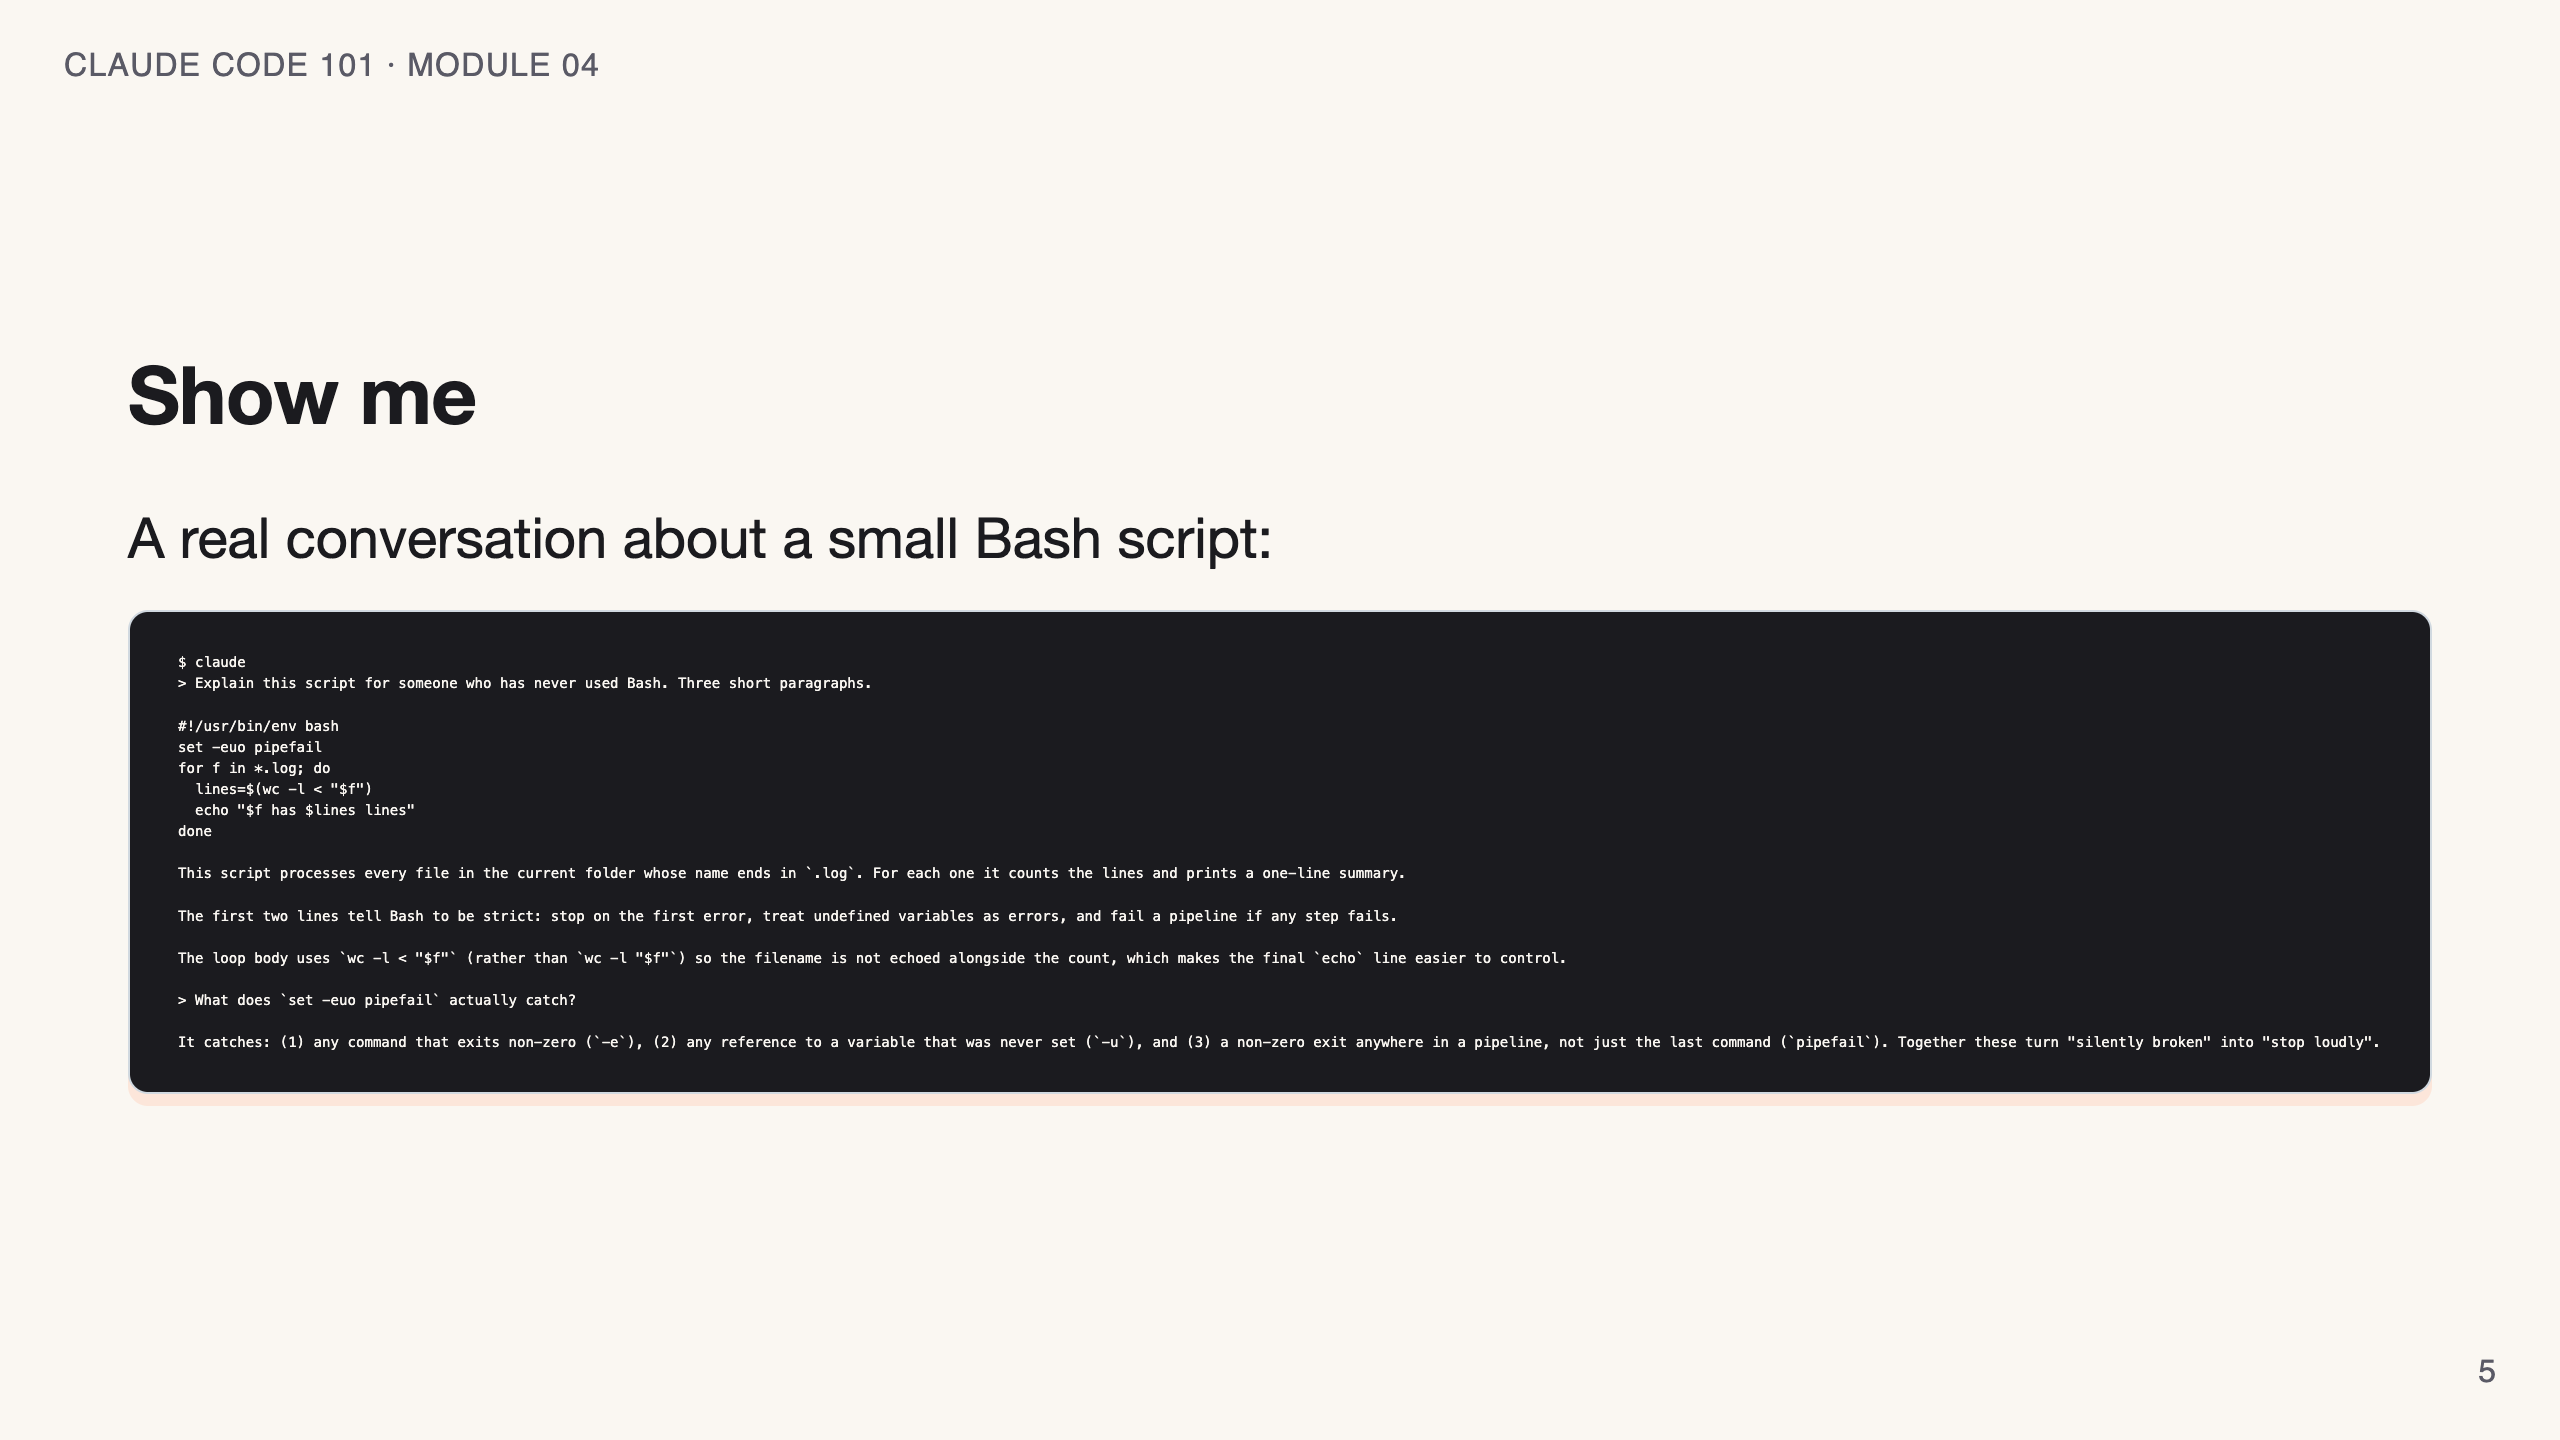 CLAUDE CODE 101 · MODULE 04
Show me
A real conversation about a small Bash script:
$ claude
> Explain this script for someone who has never used Bash. Three short paragraphs.
#!/usr/bin/env bash
set -euo pipefail
for f in *.log; do
  lines=$(wc -l < "$f")
  echo "$f has $lines lines"
done
This script processes every file in the current folder whose name ends in `.log`. For each one it counts the lines and prints a one-line summary.
The first two lines tell Bash to be strict: stop on the first error, treat undefined variables as errors, and fail a pipeline if any step fails.
The loop body uses `wc -l < "$f"` (rather than `wc -l "$f"`) so the filename is not echoed alongside the count, which makes the final `echo` line easier to control.
> What does `set -euo pipefail` actually catch?
It catches: (1) any command that exits non-zero (`-e`), (2) any reference to a variable that was never set (`-u`), and (3) a non-zero exit anywhere in a pipeline, not just the last command (`pipefail`). Together these turn "silently broken" into "stop loudly".
5